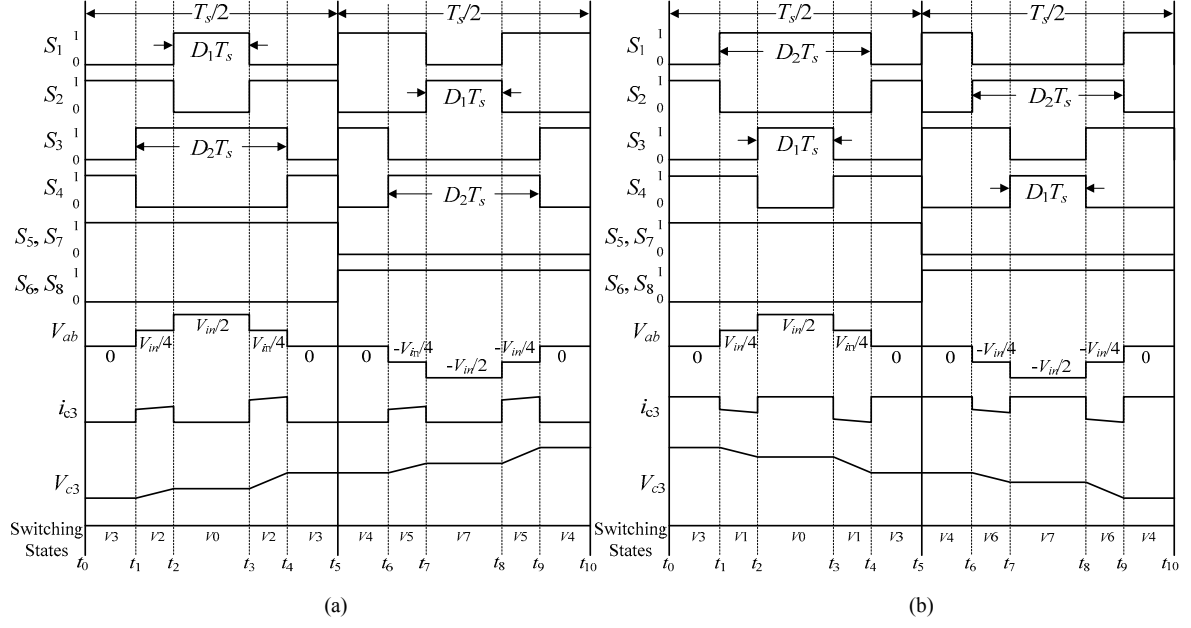 Ts/2 Ts/2
S1 1 0 D1Ts
S2 1 0 D1Ts
S3 1 0 D2Ts
S4 1 0 D2Ts
S5, S7 1 0
S6, S8 1 0
Vab 0 Vin/4 Vin/2 Vin/4 0 0 -Vin/4 -Vin/2 -Vin/4 0
ic3
Vc3
Switching States V3 V2 V0 V2 V3 V4 V5 V7 V5 V4
t0 t1 t2 t3 t4 t5 t6 t7 t8 t9 t10
(a)
Ts/2 Ts/2
S1 1 0 D2Ts
S2 1 0 D2Ts
S3 1 0 D1Ts
S4 1 0 D1Ts
S5, S7 1 0
S6, S8 1 0
Vab 0 Vin/4 Vin/2 Vin/4 0 0 -Vin/4 -Vin/2 -Vin/4 0
ic3
Vc3
Switching States V3 V1 V0 V1 V3 V4 V6 V7 V6 V4
t0 t1 t2 t3 t4 t5 t6 t7 t8 t9 t10
(b)